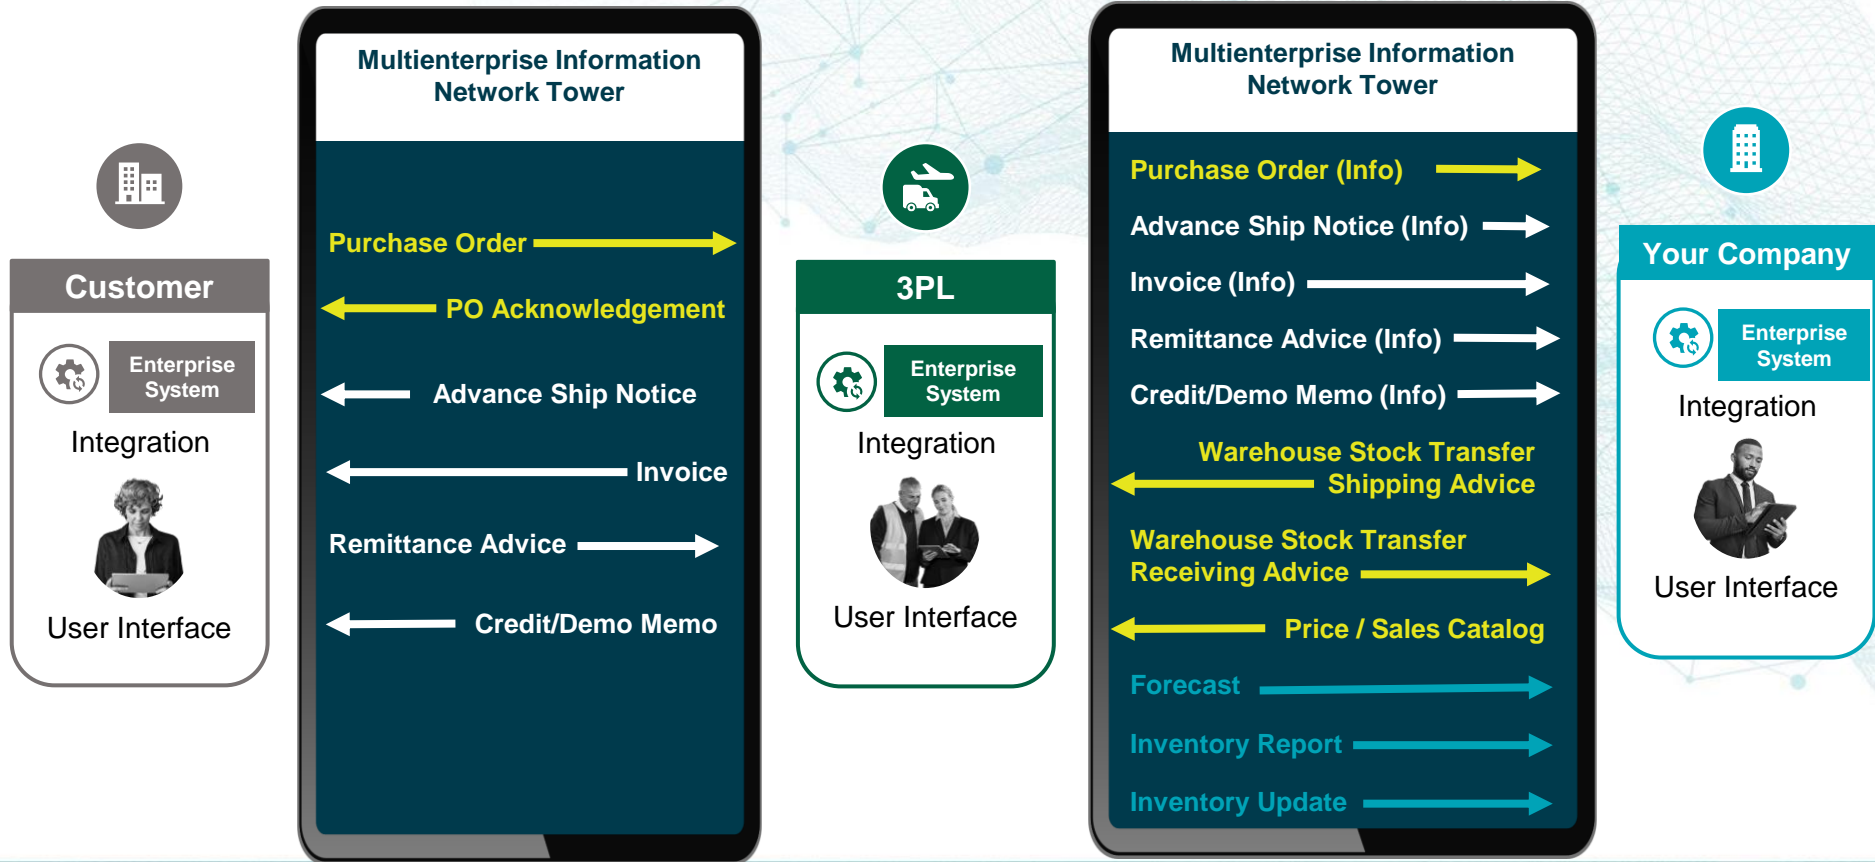 Customer
Enterprise
System
Integration
User Interface
Multienterprise Information
Network Tower
Purchase Order
PO Acknowledgement
Advance Ship Notice
Invoice
Remittance Advice
Credit/Demo Memo
3PL
Enterprise
System
Integration
User Interface
Multienterprise Information
Network Tower
Purchase Order (Info)
Advance Ship Notice (Info)
Invoice (Info)
Remittance Advice (Info)
Credit/Demo Memo (Info)
Warehouse Stock Transfer
Shipping Advice
Warehouse Stock Transfer
Receiving Advice
Price / Sales Catalog
Forecast
Inventory Report
Inventory Update
Your Company
Enterprise
System
Integration
User Interface